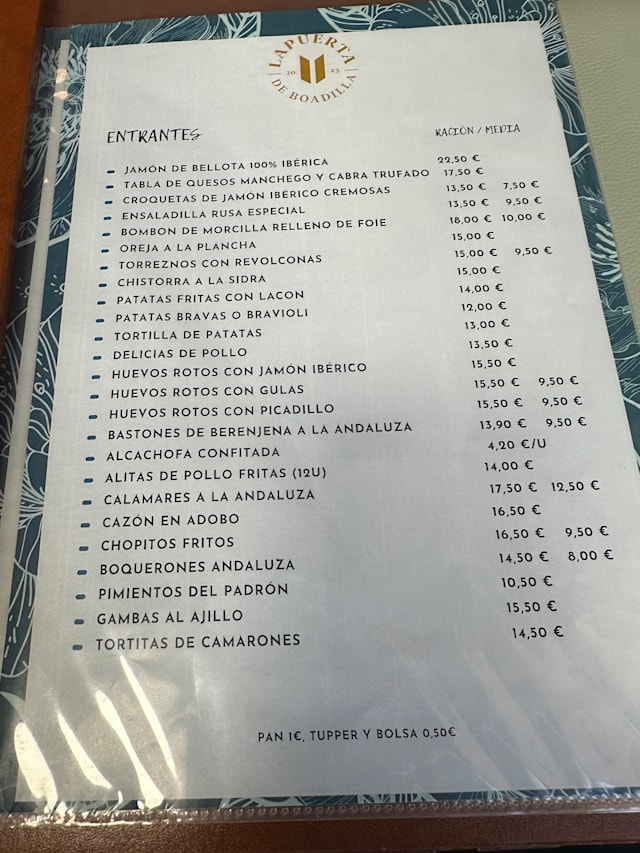 LA PUERTA
20 23
DE BOADILLA
ENTRANTES RACIÓN / MEDIA
- JAMÓN DE BELLOTA 100% IBÉRICA 22,50 €
- TABLA DE QUESOS MANCHEGO Y CABRA TRUFADO 17,50 €
- CROQUETAS DE JAMÓN IBÉRICO CREMOSAS 13,50 € 7,50 €
- ENSALADILLA RUSA ESPECIAL 13,50 € 9,50 €
- BOMBON DE MORCILLA RELLENO DE FOIE 18,00 € 10,00 €
- OREJA A LA PLANCHA 15,00 €
- TORREZNOS CON REVOLCONAS 15,00 € 9,50 €
- CHISTORRA A LA SIDRA 15,00 €
- PATATAS FRITAS CON LACON 14,00 €
- PATATAS BRAVAS O BRAVIOLI 12,00 €
- TORTILLA DE PATATAS 13,00 €
- DELICIAS DE POLLO 13,50 €
- HUEVOS ROTOS CON JAMÓN IBÉRICO 15,50 €
- HUEVOS ROTOS CON GULAS 15,50 € 9,50 €
- HUEVOS ROTOS CON PICADILLO 15,50 € 9,50 €
- BASTONES DE BERENJENA A LA ANDALUZA 13,90 € 9,50 €
- ALCACHOFA CONFITADA 4,20 €/U
- ALITAS DE POLLO FRITAS (12U) 14,00 €
- CALAMARES A LA ANDALUZA 17,50 € 12,50 €
- CAZÓN EN ADOBO 16,50 €
- CHOPITOS FRITOS 16,50 € 9,50 €
- BOQUERONES ANDALUZA 14,50 € 8,00 €
- PIMIENTOS DEL PADRÓN 10,50 €
- GAMBAS AL AJILLO 15,50 €
- TORTITAS DE CAMARONES 14,50 €
PAN 1€, TUPPER Y BOLSA 0,50€